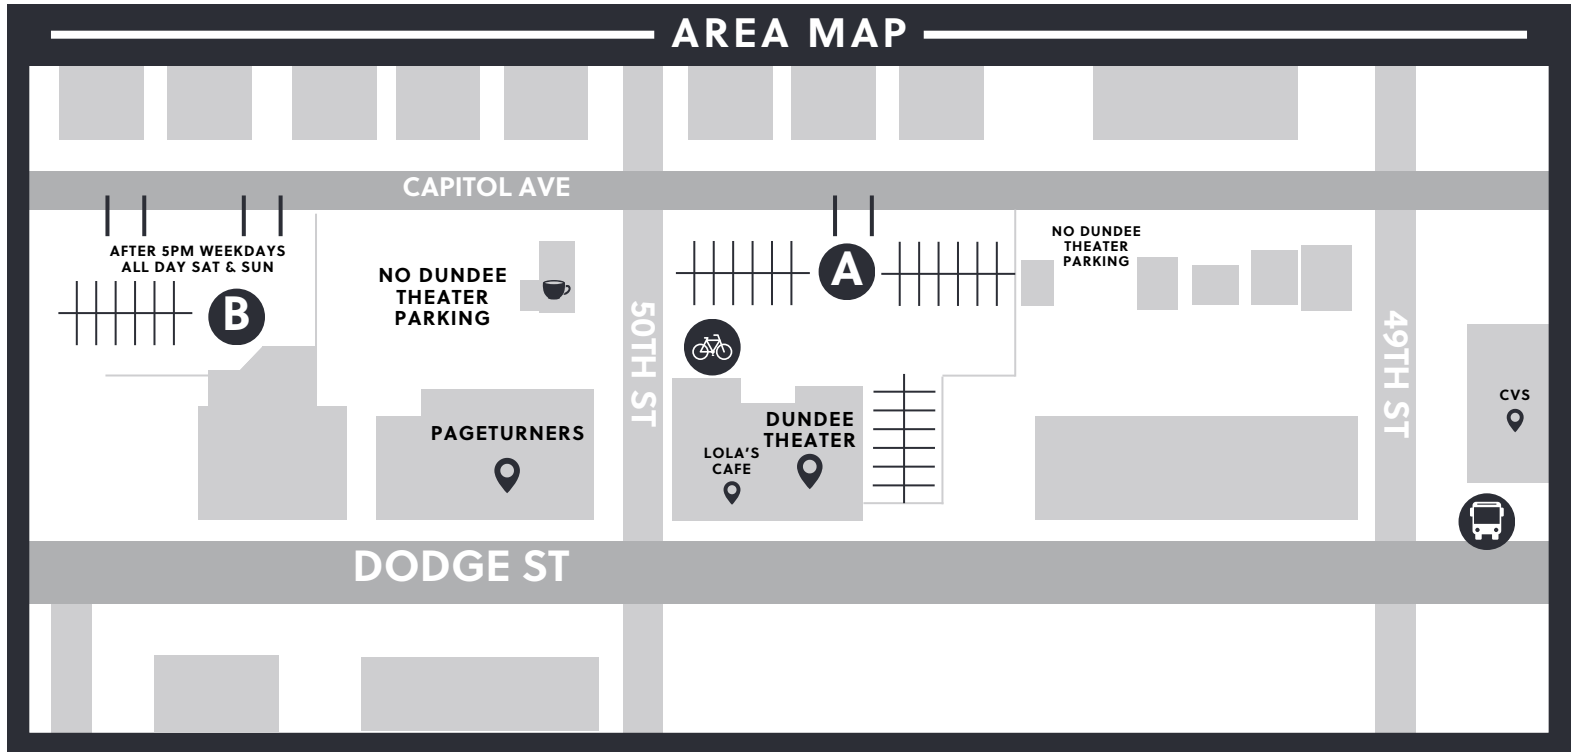 AREA MAP
CAPITOL AVE
AFTER 5PM WEEKDAYS
ALL DAY SAT & SUN
B
NO DUNDEE
THEATER
PARKING
50TH ST
A
NO DUNDEE
THEATER
PARKING
49TH ST
CVS
PAGETURNERS
DUNDEE
THEATER
LOLA'S
CAFE
DODGE ST